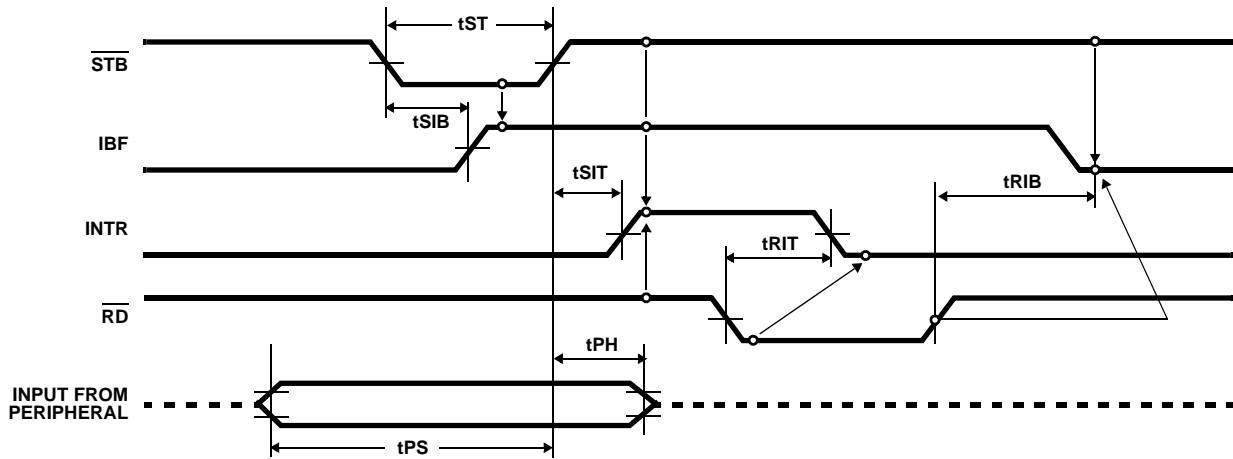 tST
STB
tSIB
IBF
tSIT
tRIB
INTR
tRIT
RD
tPH
INPUT FROM
PERIPHERAL
tPS